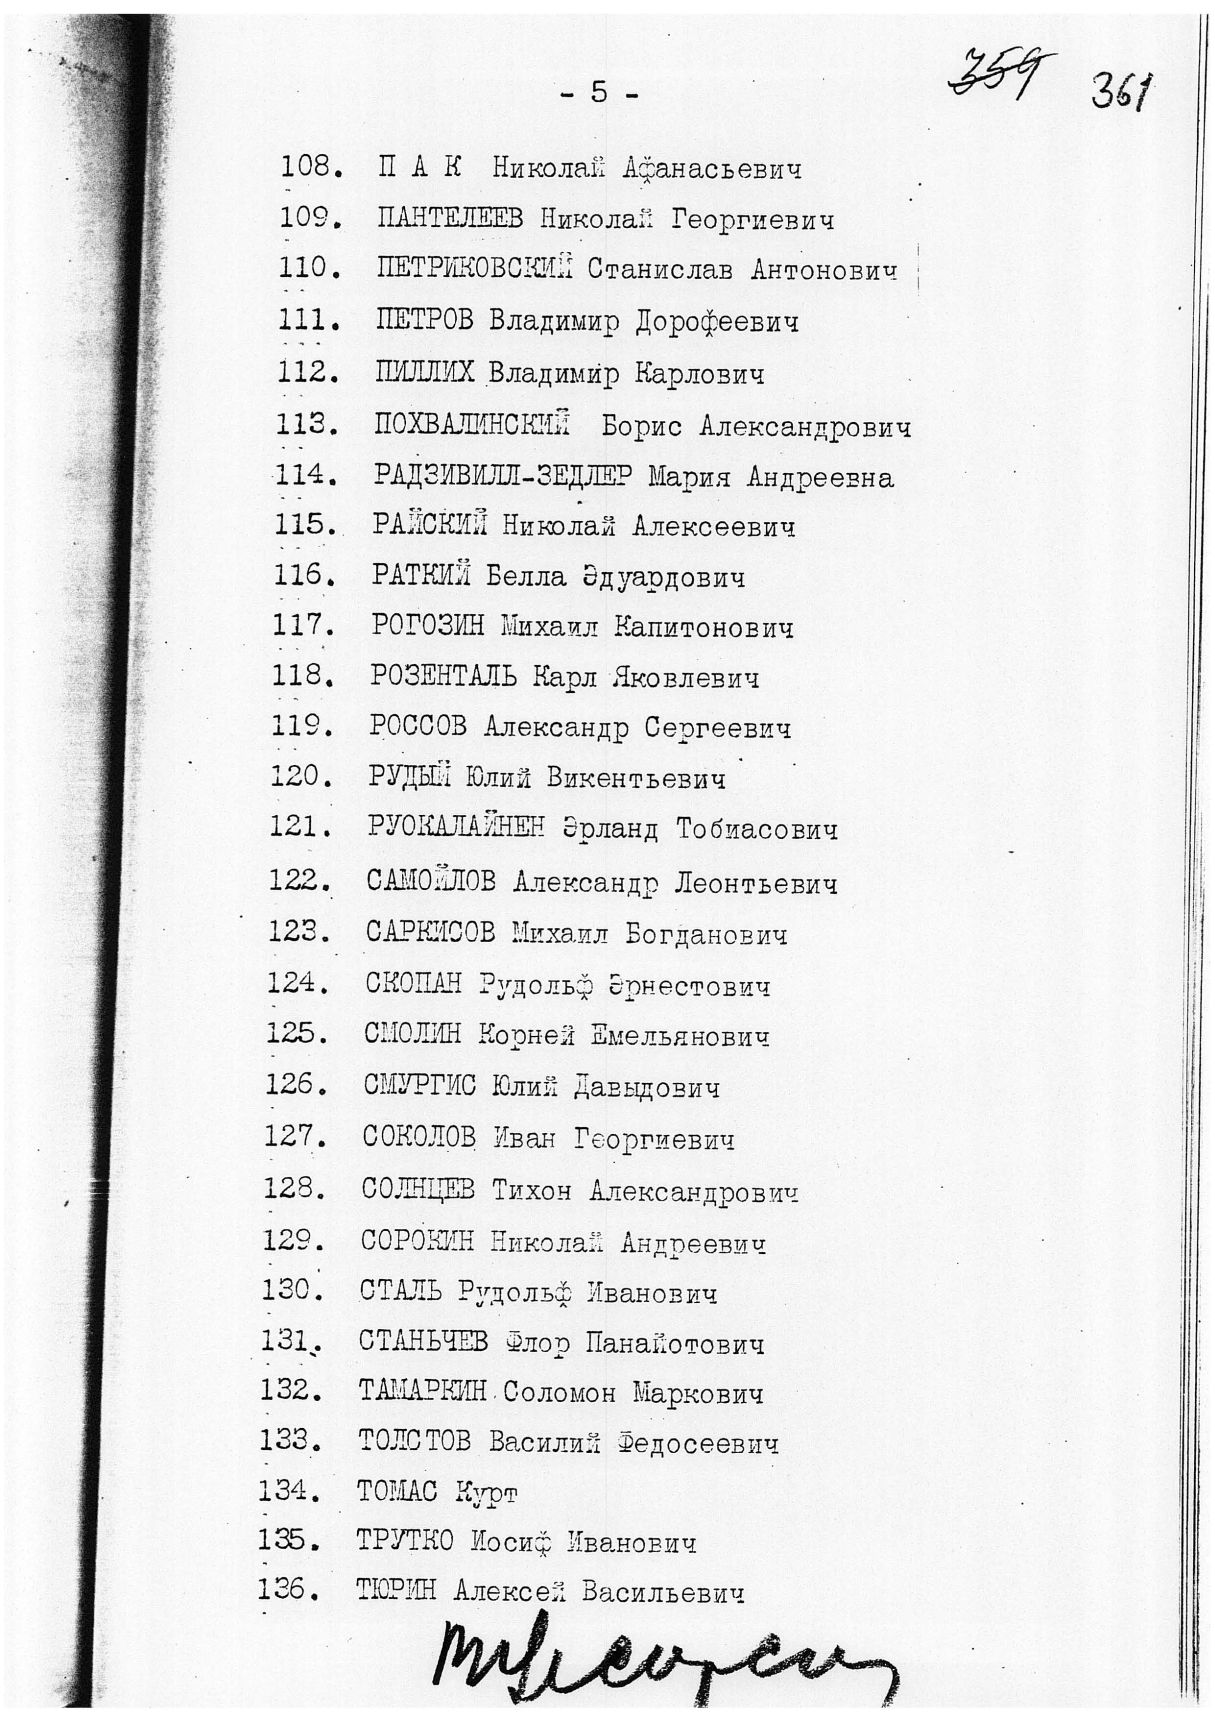 359 361
- 5 -
108. П А К Николай Афанасьевич
109. ПАНТЕЛЕЕВ Николай Георгиевич
110. ПЕТРИКОВСКИЙ Станислав Антонович
111. ПЕТРОВ Владимир Дорофеевич
112. ПИЛЛИХ Владимир Карлович
113. ПОХВАЛИНСКИЙ Борис Александрович
114. РАДЗИВИЛЛ-ЗЕДЛЕР Мария Андреевна
115. РАЙСКИЙ Николай Алексеевич
116. РАТКИЙ Белла Эдуардович
117. РОГОЗИН Михаил Капитонович
118. РОЗЕНТАЛЬ Карл Яковлевич
119. РОССОВ Александр Сергеевич
120. РУДЫЙ Юлий Викентьевич
121. РУОКАЛАЙНЕН Эрланд Тобиасович
122. САМОЙЛОВ Александр Леонтьевич
123. САРКИСОВ Михаил Богданович
124. СКОПАН Рудольф Эрнестович
125. СМОЛИН Корней Емельянович
126. СМУРГИС Юлий Давыдович
127. СОКОЛОВ Иван Георгиевич
128. СОЛНЦЕВ Тихон Александрович
129. СОРОКИН Николай Андреевич
130. СТАЛЬ Рудольф Иванович
131. СТАНЬЧЕВ Флор Панайотович
132. ТАМАРКИН Соломон Маркович
133. ТОЛСТОВ Василий Федосеевич
134. ТОМАС Курт
135. ТРУТКО Иосиф Иванович
136. ТЮРИН Алексей Васильевич